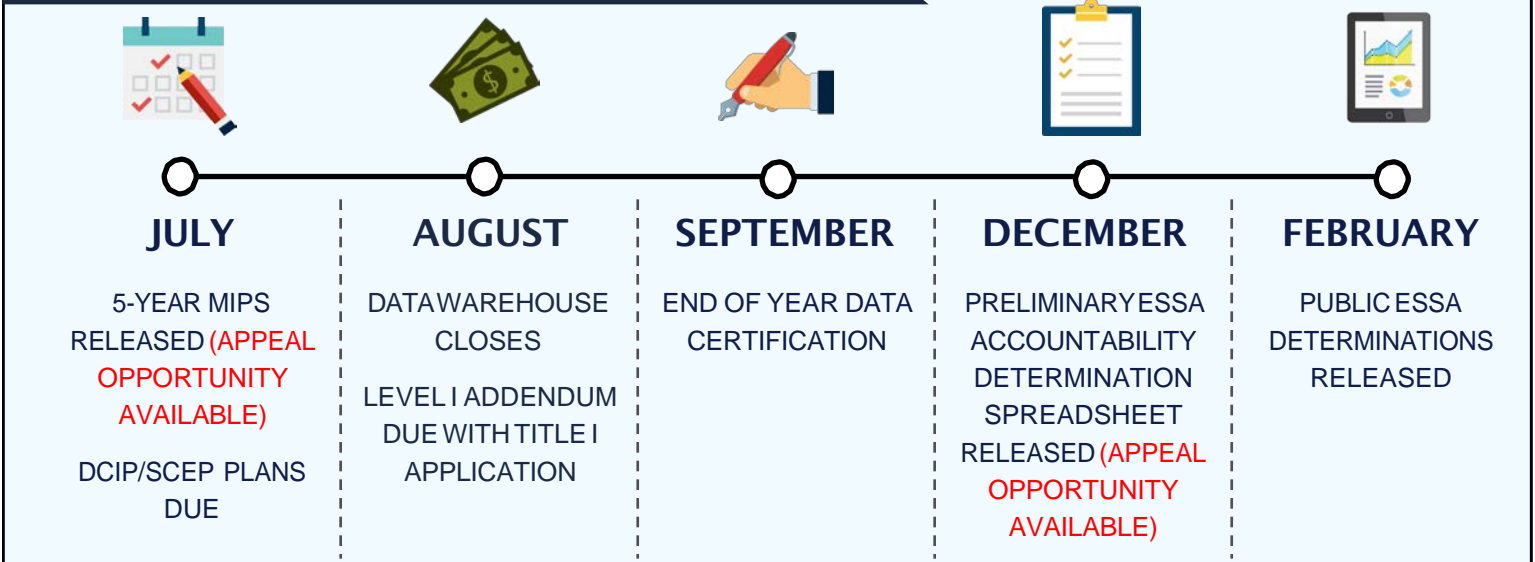 JULY
5-YEAR MIPS
RELEASED (APPEAL
OPPORTUNITY
AVAILABLE)
DCIP/SCEP PLANS
DUE
AUGUST
DATA WAREHOUSE
CLOSES
LEVEL I ADDENDUM
DUE WITH TITLE I
APPLICATION
SEPTEMBER
END OF YEAR DATA
CERTIFICATION
DECEMBER
PRELIMINARY ESSA
ACCOUNTABILITY
DETERMINATION
SPREADSHEET
RELEASED (APPEAL
OPPORTUNITY
AVAILABLE)
FEBRUARY
PUBLIC ESSA
DETERMINATIONS
RELEASED